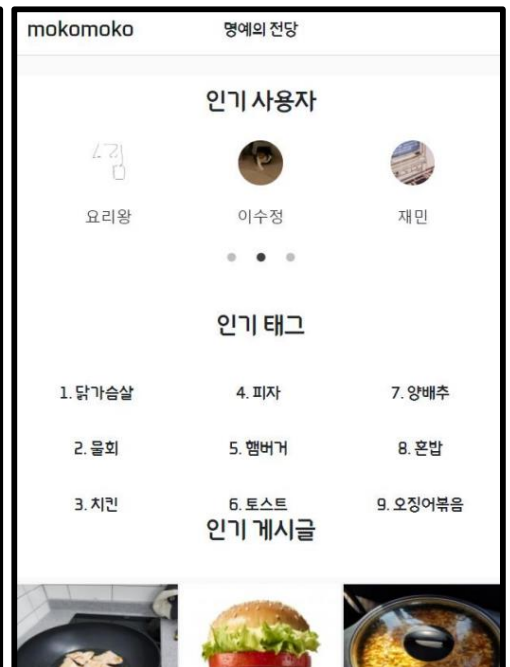 mokomoko 명예의 전당
인기 사용자
요리왕 이수정 재민
인기 태그
1. 닭가슴살 4. 피자 7. 양배추
2. 물회 5. 햄버거 8. 혼밥
3. 치킨 6. 토스트 9. 오징어볶음
인기 게시글